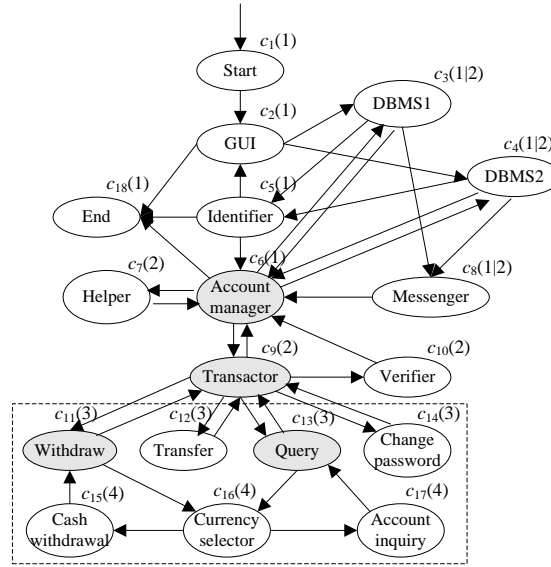 c1(1)
Start
c2(1)
GUI
c3(1|2)
DBMS1
c4(1|2)
DBMS2
c18(1)
End
c5(1)
Identifier
c6(1)
Account
manager
c7(2)
Helper
c8(1|2)
Messenger
c9(2)
Transactor
c10(2)
Verifier
c11(3)
Withdraw
c12(3)
Transfer
c13(3)
Query
c14(3)
Change
password
c15(4)
Cash
withdrawal
c16(4)
Currency
selector
c17(4)
Account
inquiry